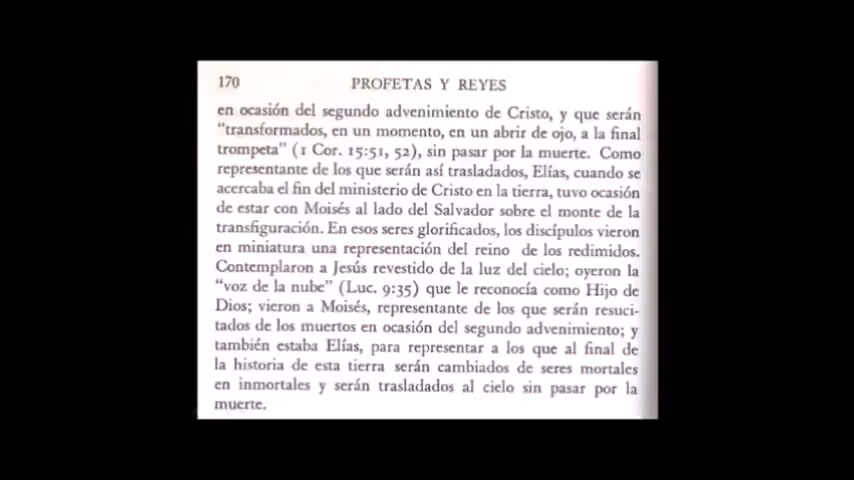 170 PROFETAS Y REYES
en ocasión del segundo advenimiento de Cristo, y que serán
"transformados, en un momento, en un abrir de ojo, a la final
trompeta" (1 Cor. 15:51, 52), sin pasar por la muerte. Como
representante de los que serán así trasladados, Elías, cuando se
acercaba el fin del ministerio de Cristo en la tierra, tuvo ocasión
de estar con Moisés al lado del Salvador sobre el monte de la
transfiguración. En esos seres glorificados, los discípulos vieron
en miniatura una representación del reino de los redimidos.
Contemplaron a Jesús revestido de la luz del cielo; oyeron la
"voz de la nube" (Luc. 9:35) que le reconocía como Hijo de
Dios; vieron a Moisés, representante de los que serán resuci-
tados de los muertos en ocasión del segundo advenimiento; y
también estaba Elías, para representar a los que al final de
la historia de esta tierra serán cambiados de seres mortales
en inmortales y serán trasladados al cielo sin pasar por la
muerte.